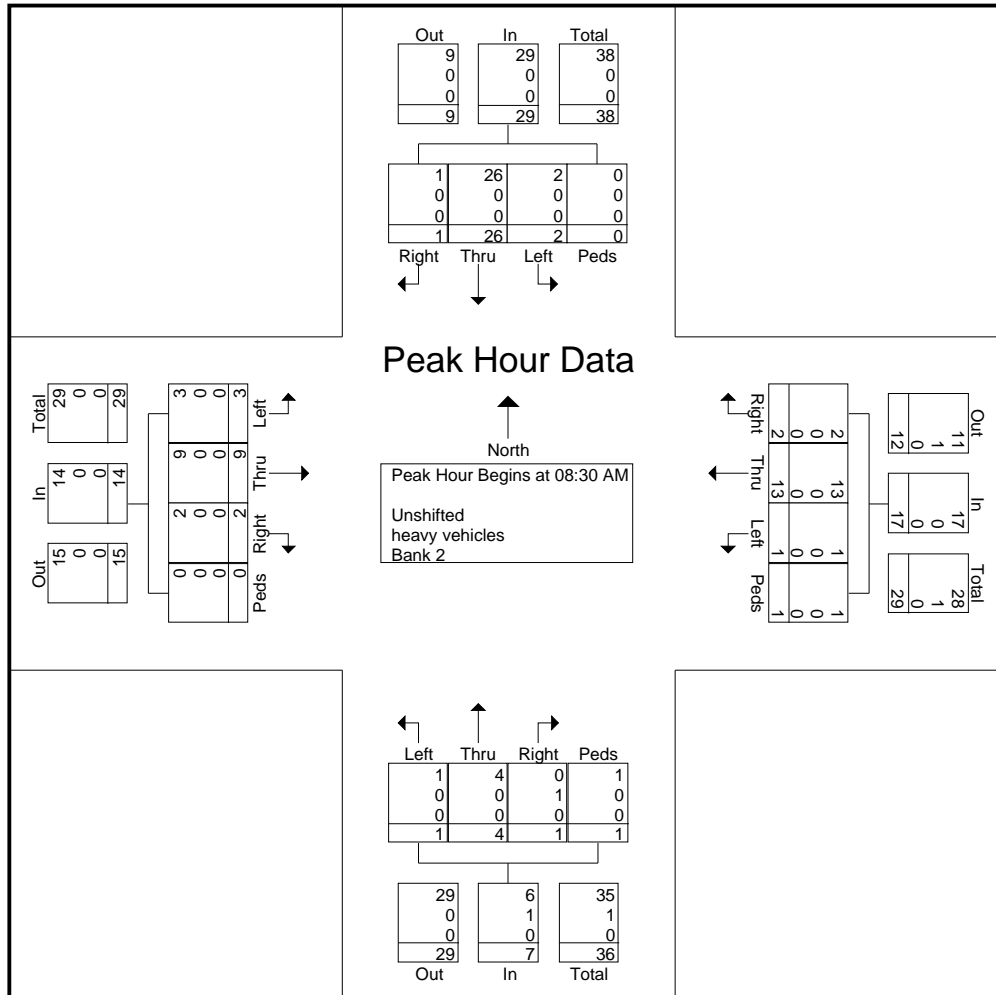 Out In Total
9 29 38
0 0 0
0 0 0
9 29 38
1 26 2 0
0 0 0 0
0 0 0 0
1 26 2 0
Right Thru Left Peds
Peak Hour Data
North
Peak Hour Begins at 08:30 AM
Unshifted
heavy vehicles
Bank 2
Total
29 0 0 29
In
14 0 0 14
Out
15 0 0 15
3 0 0 3
Left
9 0 0 9
Thru
2 0 0 2
Right
0 0 0 0
Peds
Right
2 0 0 2
Thru
13 0 0 13
Left
1 0 0 1
Peds
1 0 0 1
Out
11 1 0 12
In
17 0 0 17
Total
28 1 0 29
Left Thru Right Peds
1 4 0 1
0 0 1 0
0 0 0 0
1 4 1 1
29 6 35
0 1 1
0 0 0
29 7 36
Out In Total